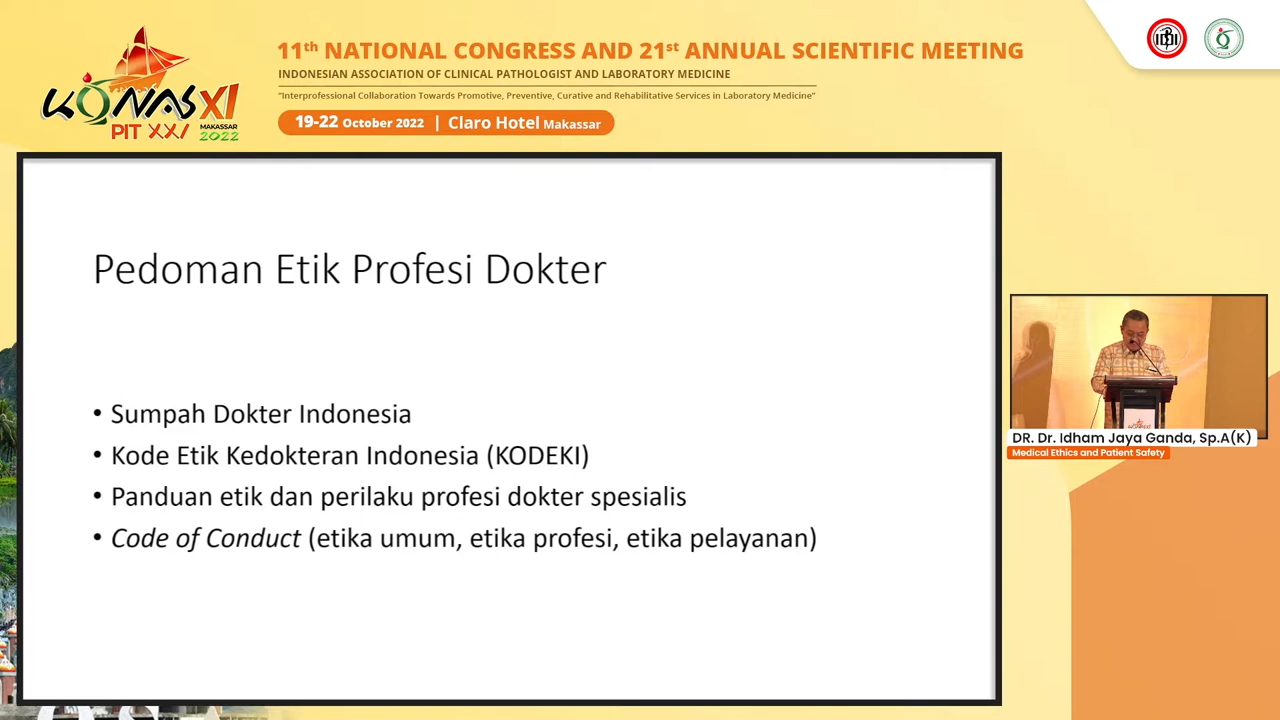 11th NATIONAL CONGRESS AND 21st ANNUAL SCIENTIFIC MEETING
INDONESIAN ASSOCIATION OF CLINICAL PATHOLOGIST AND LABORATORY MEDICINE
"Interprofessional Collaboration Towards Promotive, Preventive, Curative and Rehabilitative Services in Laboratory Medicine"
19-22 October 2022 | Claro Hotel Makassar
KONAS XI
PIT XXI
MAKASSAR
2022
IDI
Pedoman Etik Profesi Dokter
• Sumpah Dokter Indonesia
• Kode Etik Kedokteran Indonesia (KODEKI)
• Panduan etik dan perilaku profesi dokter spesialis
• Code of Conduct (etika umum, etika profesi, etika pelayanan)
DR. Dr. Idham Jaya Ganda, Sp.A(K)
Medical Ethics and Patient Safety